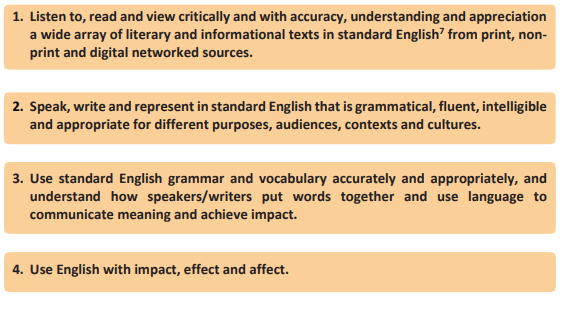 1. Listen to, read and view critically and with accuracy, understanding and appreciation
a wide array of literary and informational texts in standard English⁷ from print, non-
print and digital networked sources.
2. Speak, write and represent in standard English that is grammatical, fluent, intelligible
and appropriate for different purposes, audiences, contexts and cultures.
3. Use standard English grammar and vocabulary accurately and appropriately, and
understand how speakers/writers put words together and use language to
communicate meaning and achieve impact.
4. Use English with impact, effect and affect.